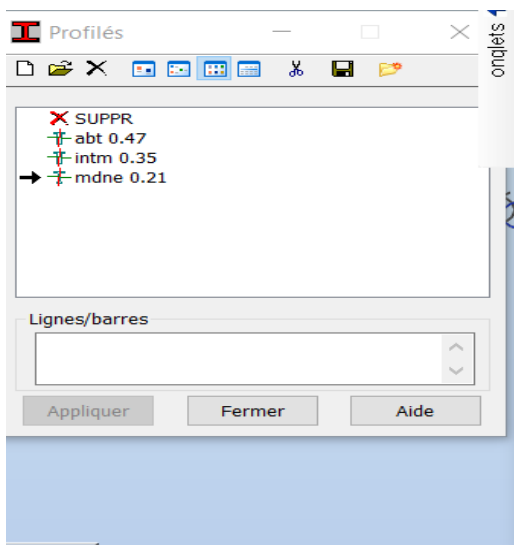 Profilés
onglets
SUPPR
abt 0.47
intm 0.35
mdne 0.21
Lignes/barres
Appliquer
Fermer
Aide